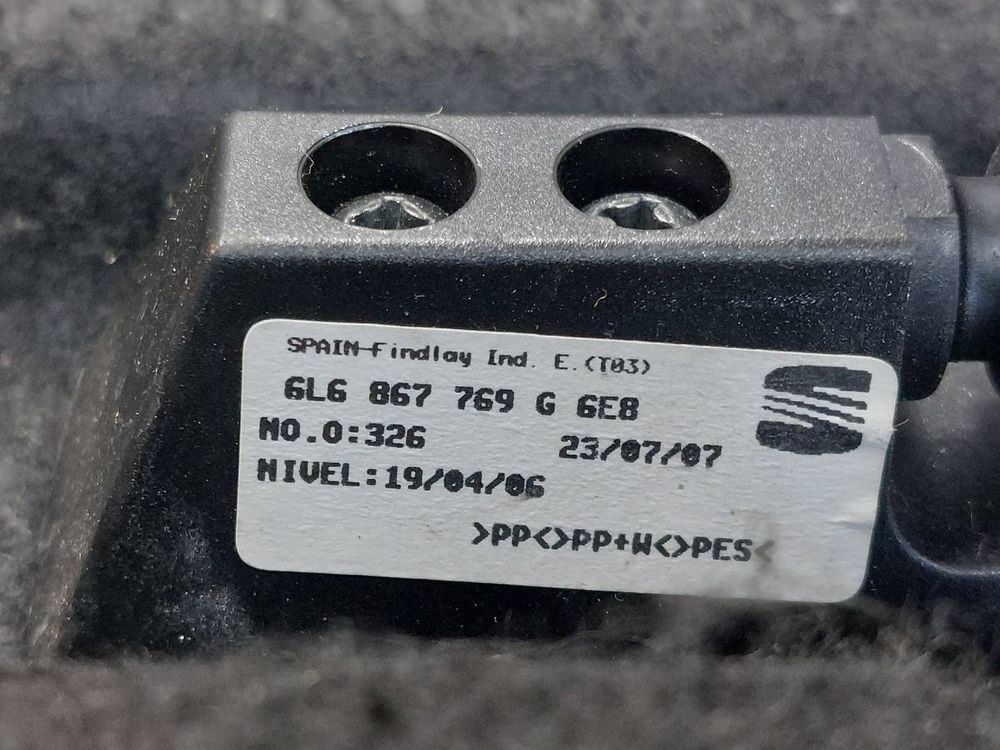 SPAIN-Findlay Ind. E.(T03)
6L6 867 769 G 6E8
NO.0:326 23/07/07
NIVEL:19/04/06
>PP<>PP+W<>PES<